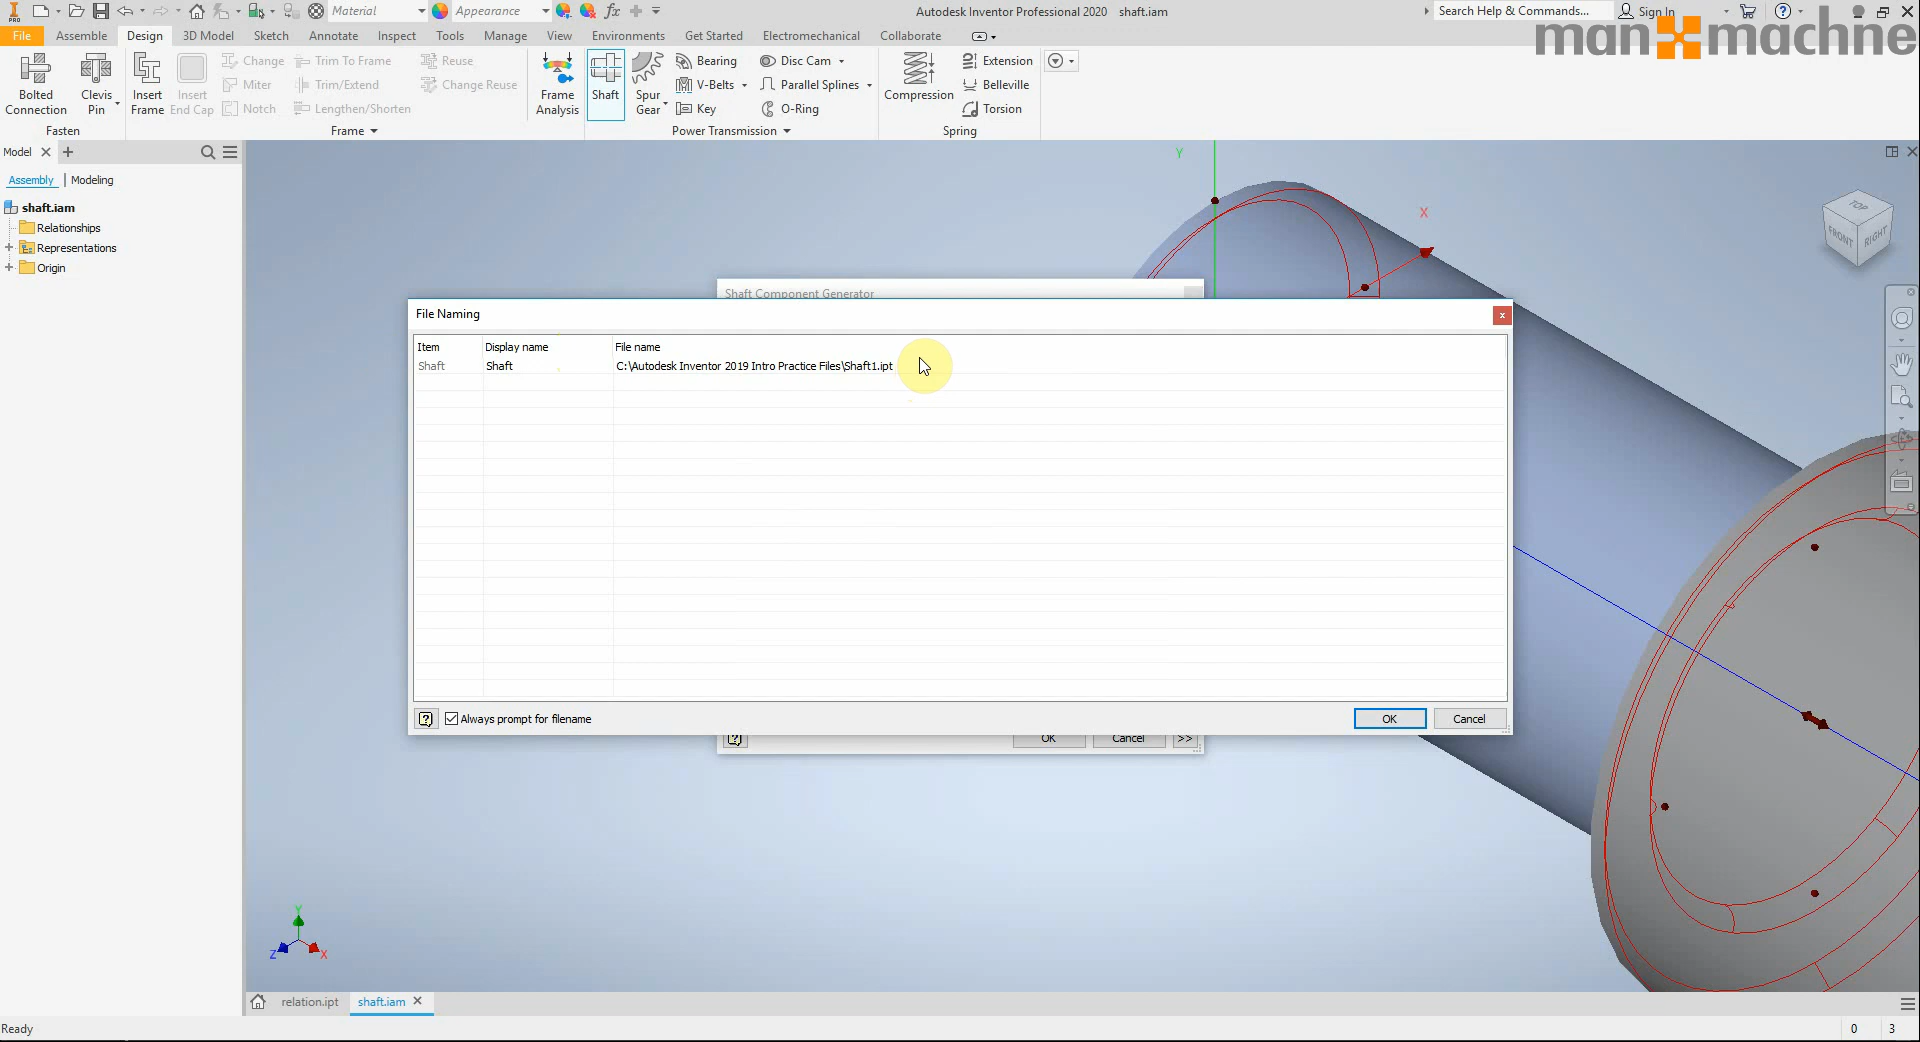 Material
Appearance
Autodesk Inventor Professional 2020 shaft.iam
Search Help & Commands...
Sign In
File Assemble Design 3D Model Sketch Annotate Inspect Tools Manage View Environments Get Started Electromechanical Collaborate
man machne
Bolted Connection
Clevis Pin
Fasten
Insert Frame
Insert End Cap
Change
Miter
Notch
Trim To Frame
Trim/Extend
Lengthen/Shorten
Reuse
Change Reuse
Frame
Frame Analysis
Shaft
Spur Gear
Bearing
V-Belts
Key
Disc Cam
Parallel Splines
O-Ring
Power Transmission
Compression
Extension
Belleville
Torsion
Spring
Model
Assembly | Modeling
shaft.iam
Relationships
Representations
Origin
Y
X
TOP
FRONT
RIGHT
Shaft Component Generator
File Naming
Item Display name File name
Shaft Shaft C:\Autodesk Inventor 2019 Intro Practice Files\Shaft1.ipt
Always prompt for filename
OK Cancel
OK Cancel >>
Y
Z X
relation.ipt shaft.iam
Ready
0 3